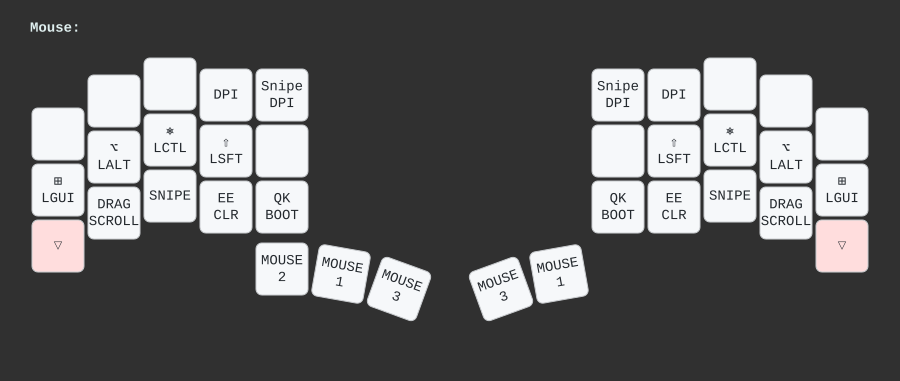 Mouse:
DPI
Snipe
DPI
Snipe
DPI
DPI
⌥
LALT
⎈
LCTL
⇧
LSFT
⇧
LSFT
⎈
LCTL
⌥
LALT
⊞
LGUI
DRAG
SCROLL
SNIPE
EE
CLR
QK
BOOT
QK
BOOT
EE
CLR
SNIPE
DRAG
SCROLL
⊞
LGUI
▽
▽
MOUSE
2
MOUSE
1
MOUSE
3
MOUSE
3
MOUSE
1